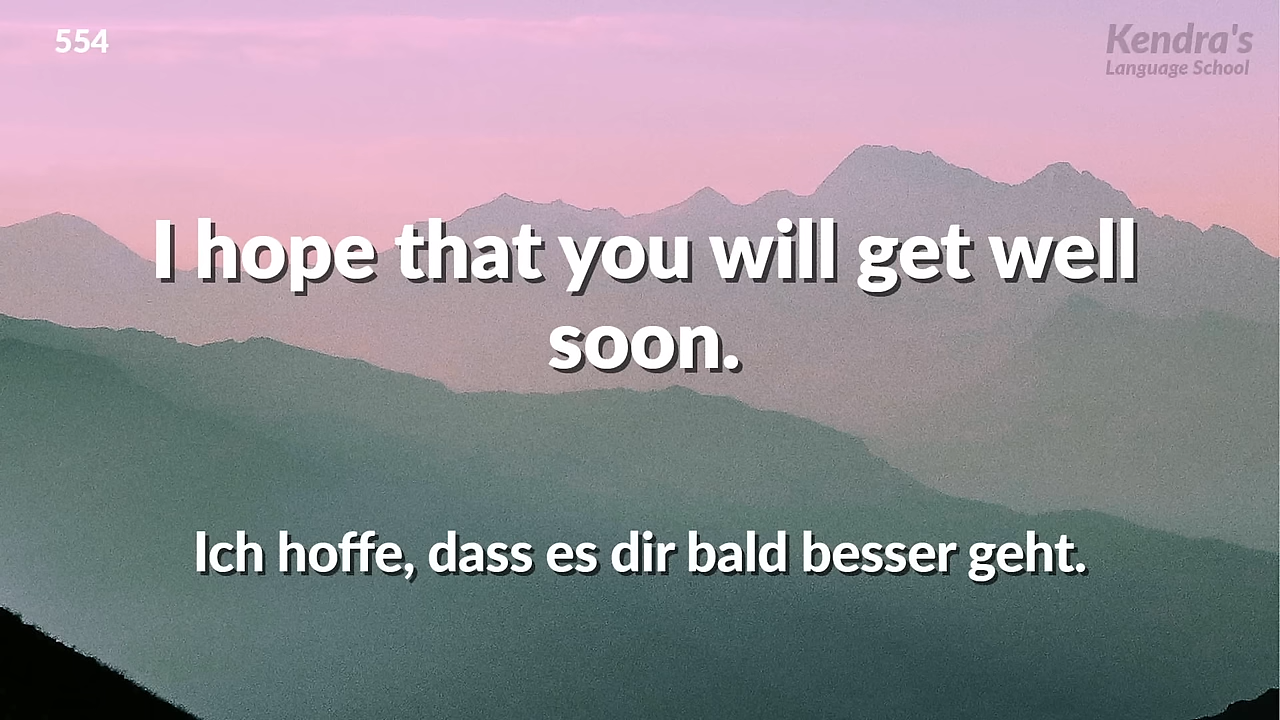 554
Kendra's
Language School
I hope that you will get well
soon.
Ich hoffe, dass es dir bald besser geht.